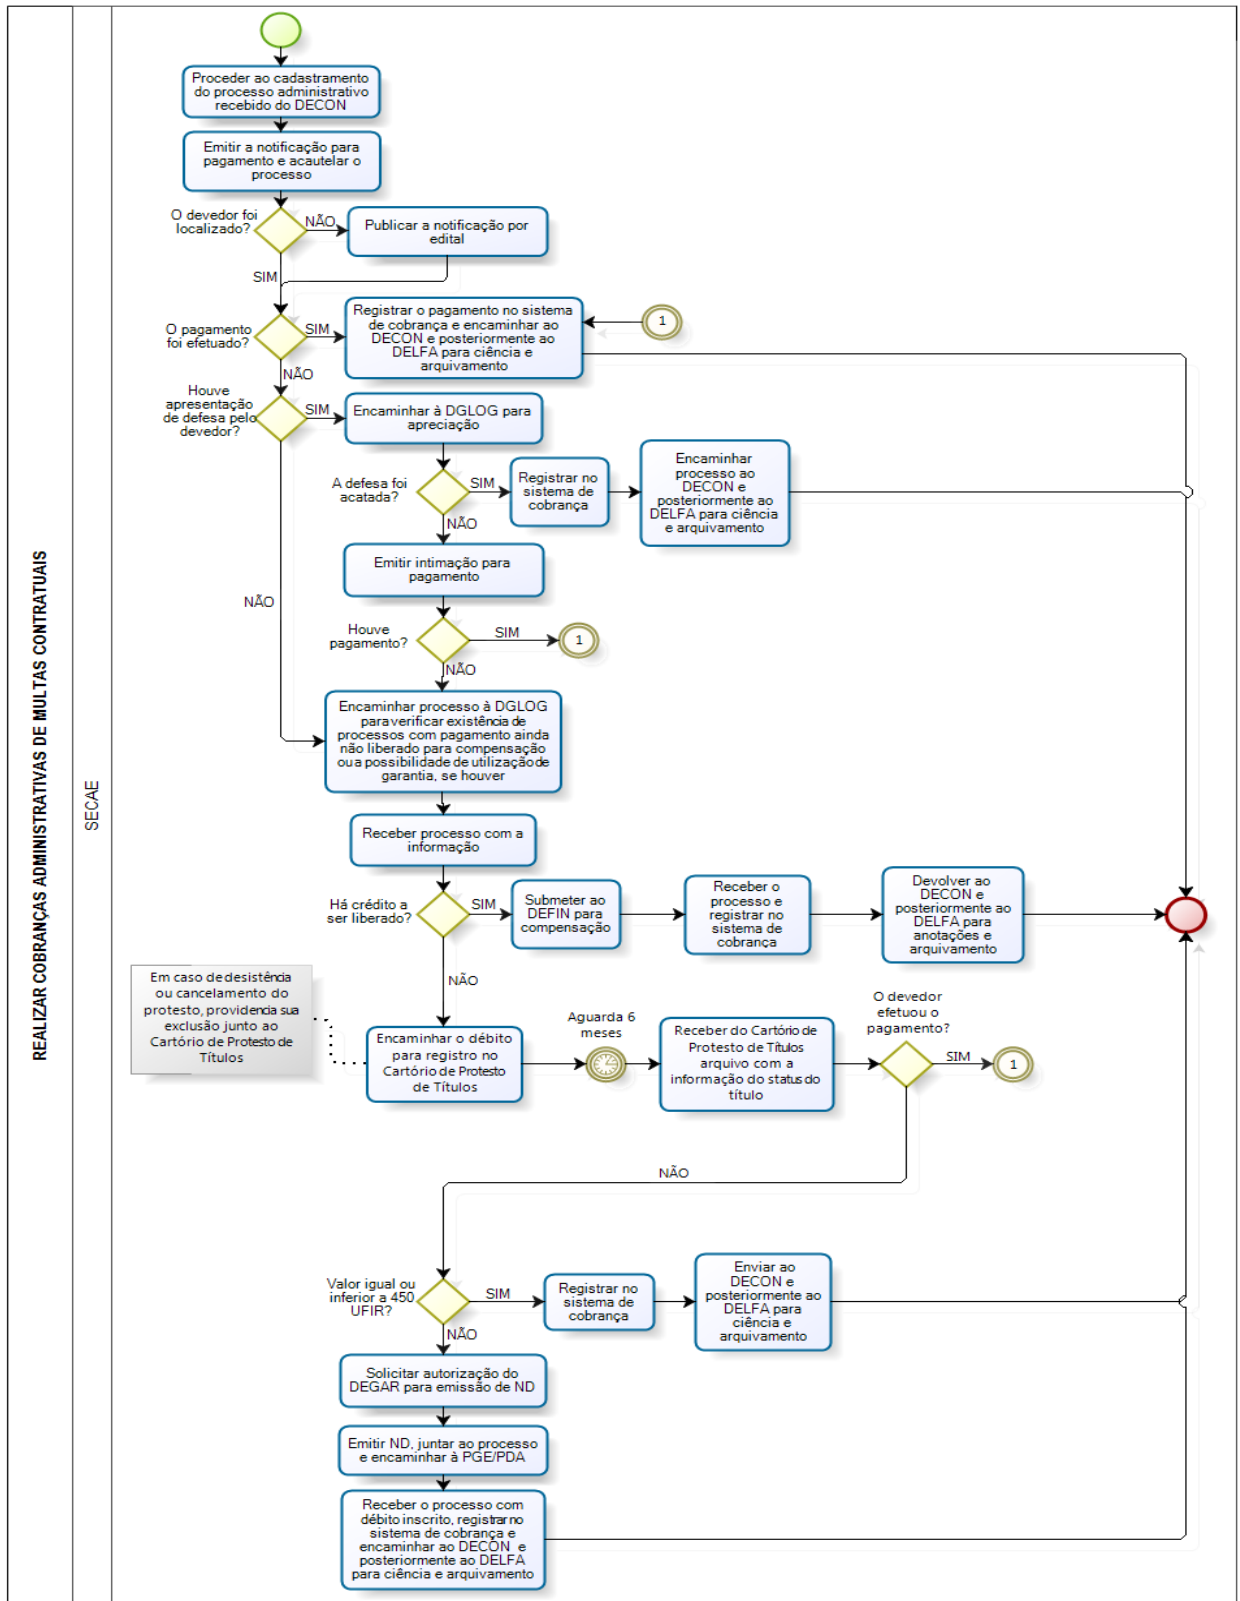 REALIZAR COBRANÇAS ADMINISTRATIVAS DE MULTAS CONTRATUAIS
SECAE
Proceder ao cadastramento
do processo administrativo
recebido do DECON
Emitir a notificação para
pagamento e acautelar o
processo
O devedor foi
localizado?
NÃO
Publicar a notificação por
edital
SIM
O pagamento
foi efetuado?
SIM
Registrar o pagamento no sistema
de cobrança e encaminhar ao
DECON e posteriormente ao
DELFA para ciência e
arquivamento
1
NÃO
Houve
apresentação
de defesa pelo
devedor?
SIM
Encaminhar à DGLOG para
apreciação
A defesa foi
acatada?
SIM
Registrar no
sistema de
cobrança
Encaminhar
processo ao
DECON e
posteriormente ao
DELFA para ciência
e arquivamento
NÃO
Emitir intimação para
pagamento
NÃO
Houve
pagamento?
SIM
1
NÃO
Encaminhar processo à DGLOG
para verificar existência de
processos com pagamento ainda
não liberado para compensação
ou a possibilidade de utilização de
garantia, se houver
Receber processo com a
informação
Há crédito a
ser liberado?
SIM
Submeter ao
DEFIN para
compensação
Receber o
processo e
registrar no
sistema de
cobrança
Devolver ao
DECON e
posteriormente ao
DELFA para
anotações e
arquivamento
NÃO
Em caso de desistência
ou cancelamento do
protesto, providencia sua
exclusão junto ao
Cartório de Protesto de
Títulos
Encaminhar o débito
para registro no
Cartório de Protesto
de Títulos
Aguarda 6
meses
Receber do Cartório de
Protesto de Títulos
arquivo com a
informação do status do
título
O devedor
efetuou o
pagamento?
SIM
1
NÃO
Valor igual ou
inferior a 450
UFIR?
SIM
Registrar no
sistema de
cobrança
Enviar ao
DECON e
posteriormente ao
DELFA para
ciência e
arquivamento
NÃO
Solicitar autorização do
DEGAR para emissão de ND
Emitir ND, juntar ao processo
e encaminhar à PGE/PDA
Receber o processo com
débito inscrito, registrar no
sistema de cobrança e
encaminhar ao DECON e
posteriormente ao DELFA
para ciência e arquivamento